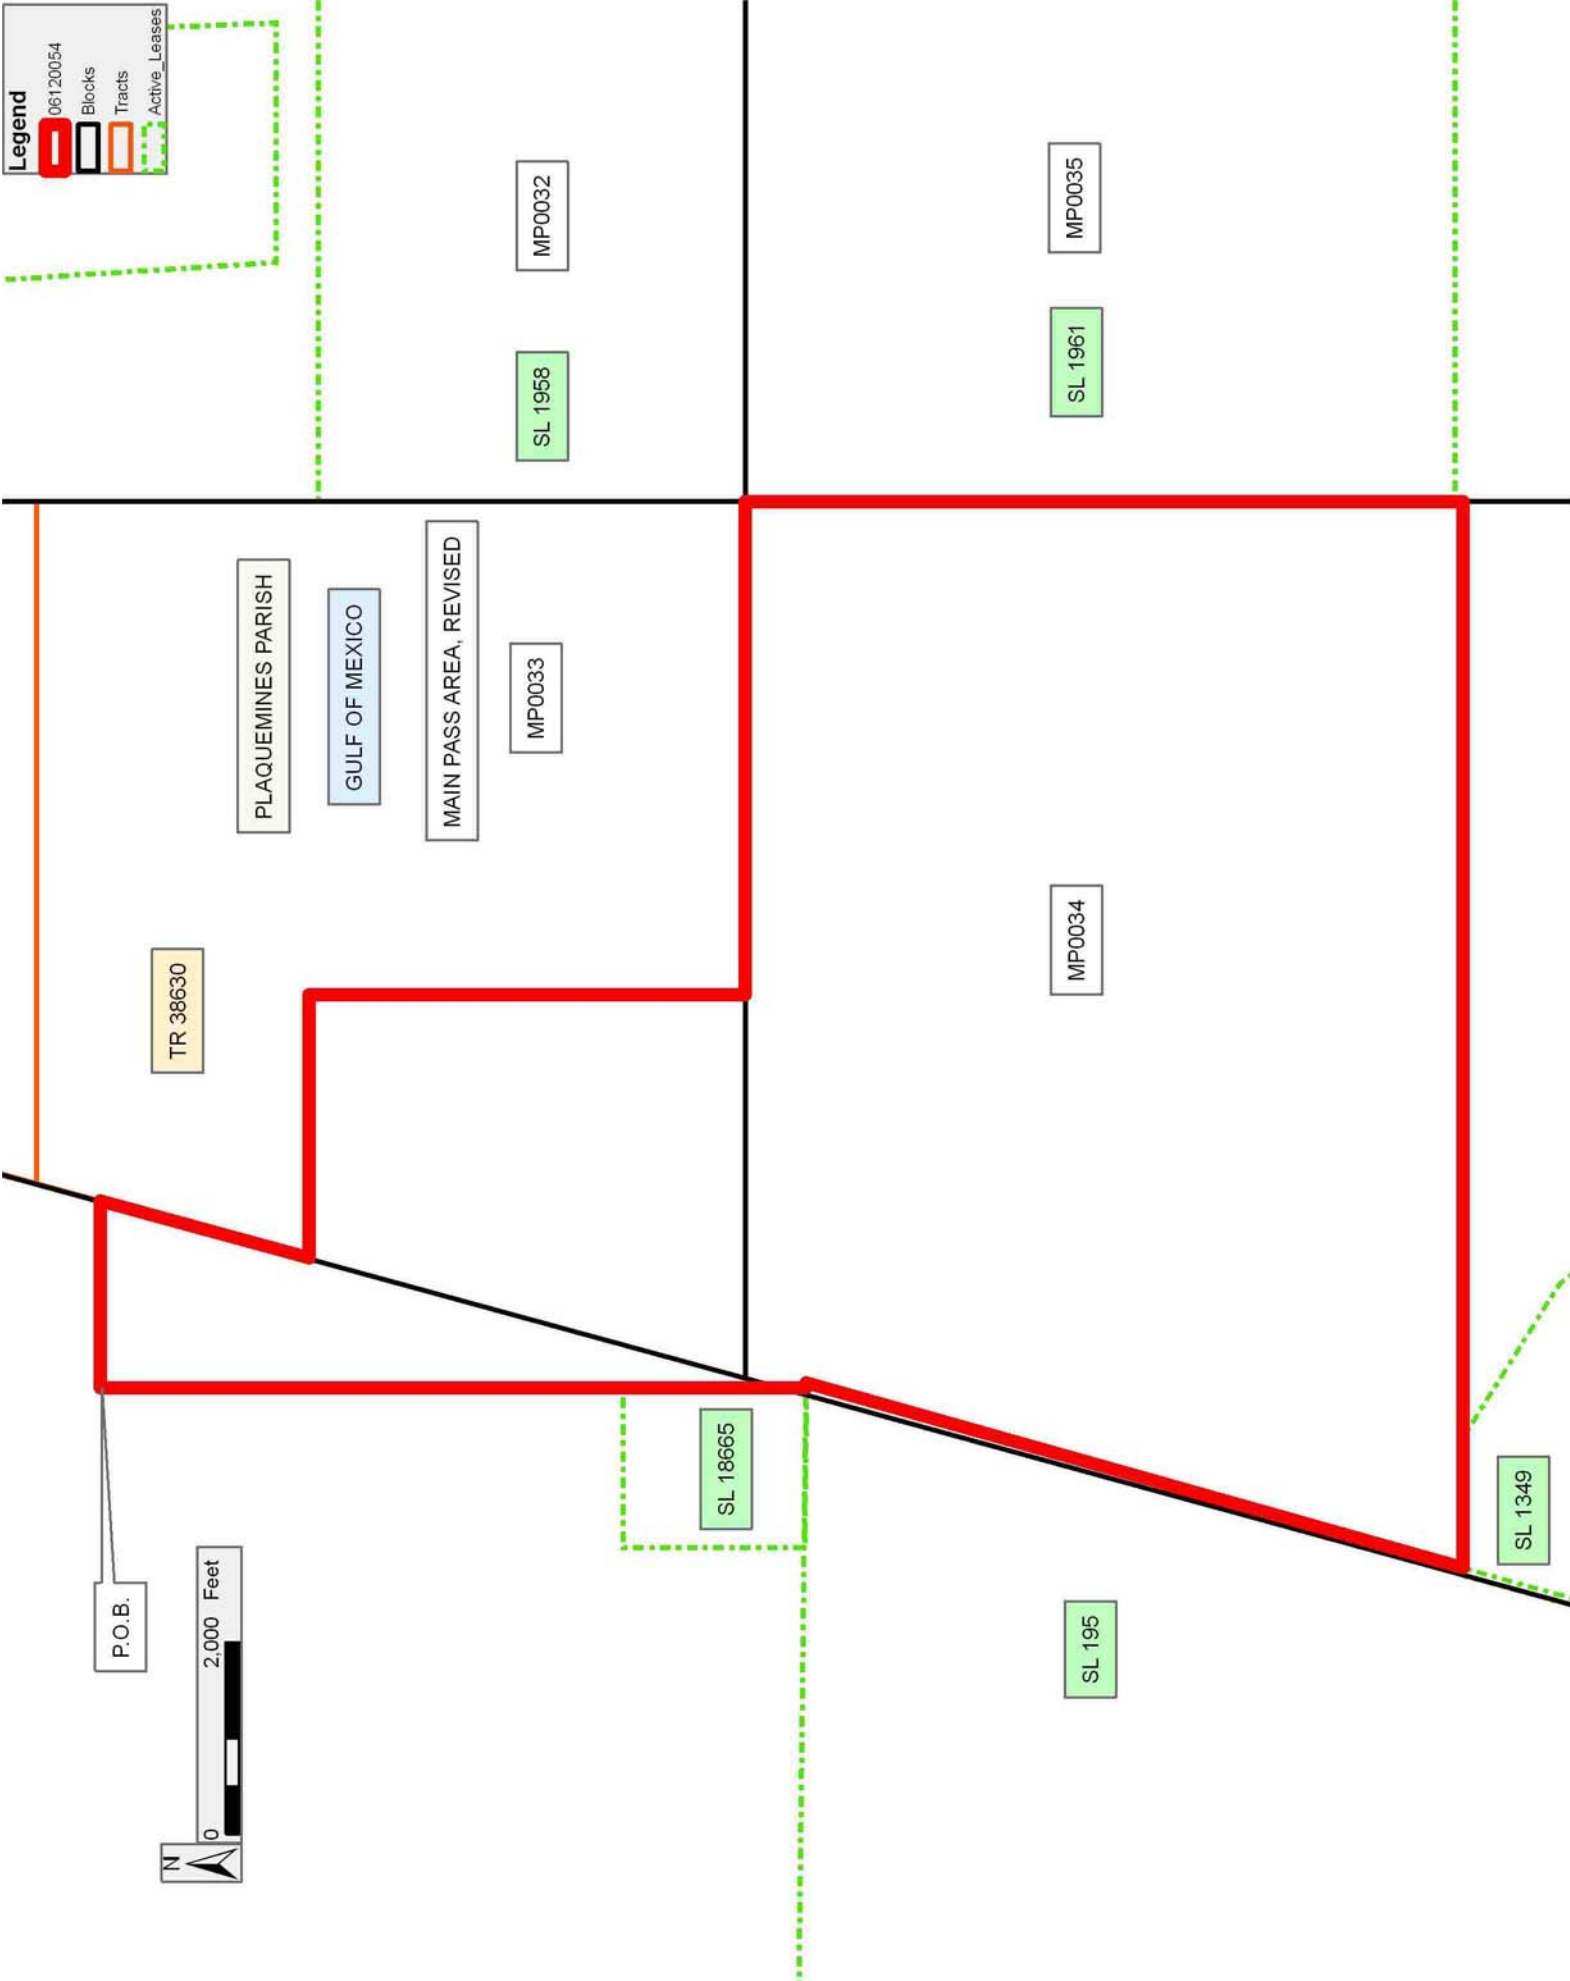 Legend
06120054
Blocks
Tracts
Active_Leases
MP0032
SL 1958
MP0035
SL 1961
PLAQUEMINES PARISH
GULF OF MEXICO
MAIN PASS AREA, REVISED
MP0033
TR 38630
MP0034
P.O.B.
SL 18665
SL 195
SL 1349
0 2,000 Feet
N